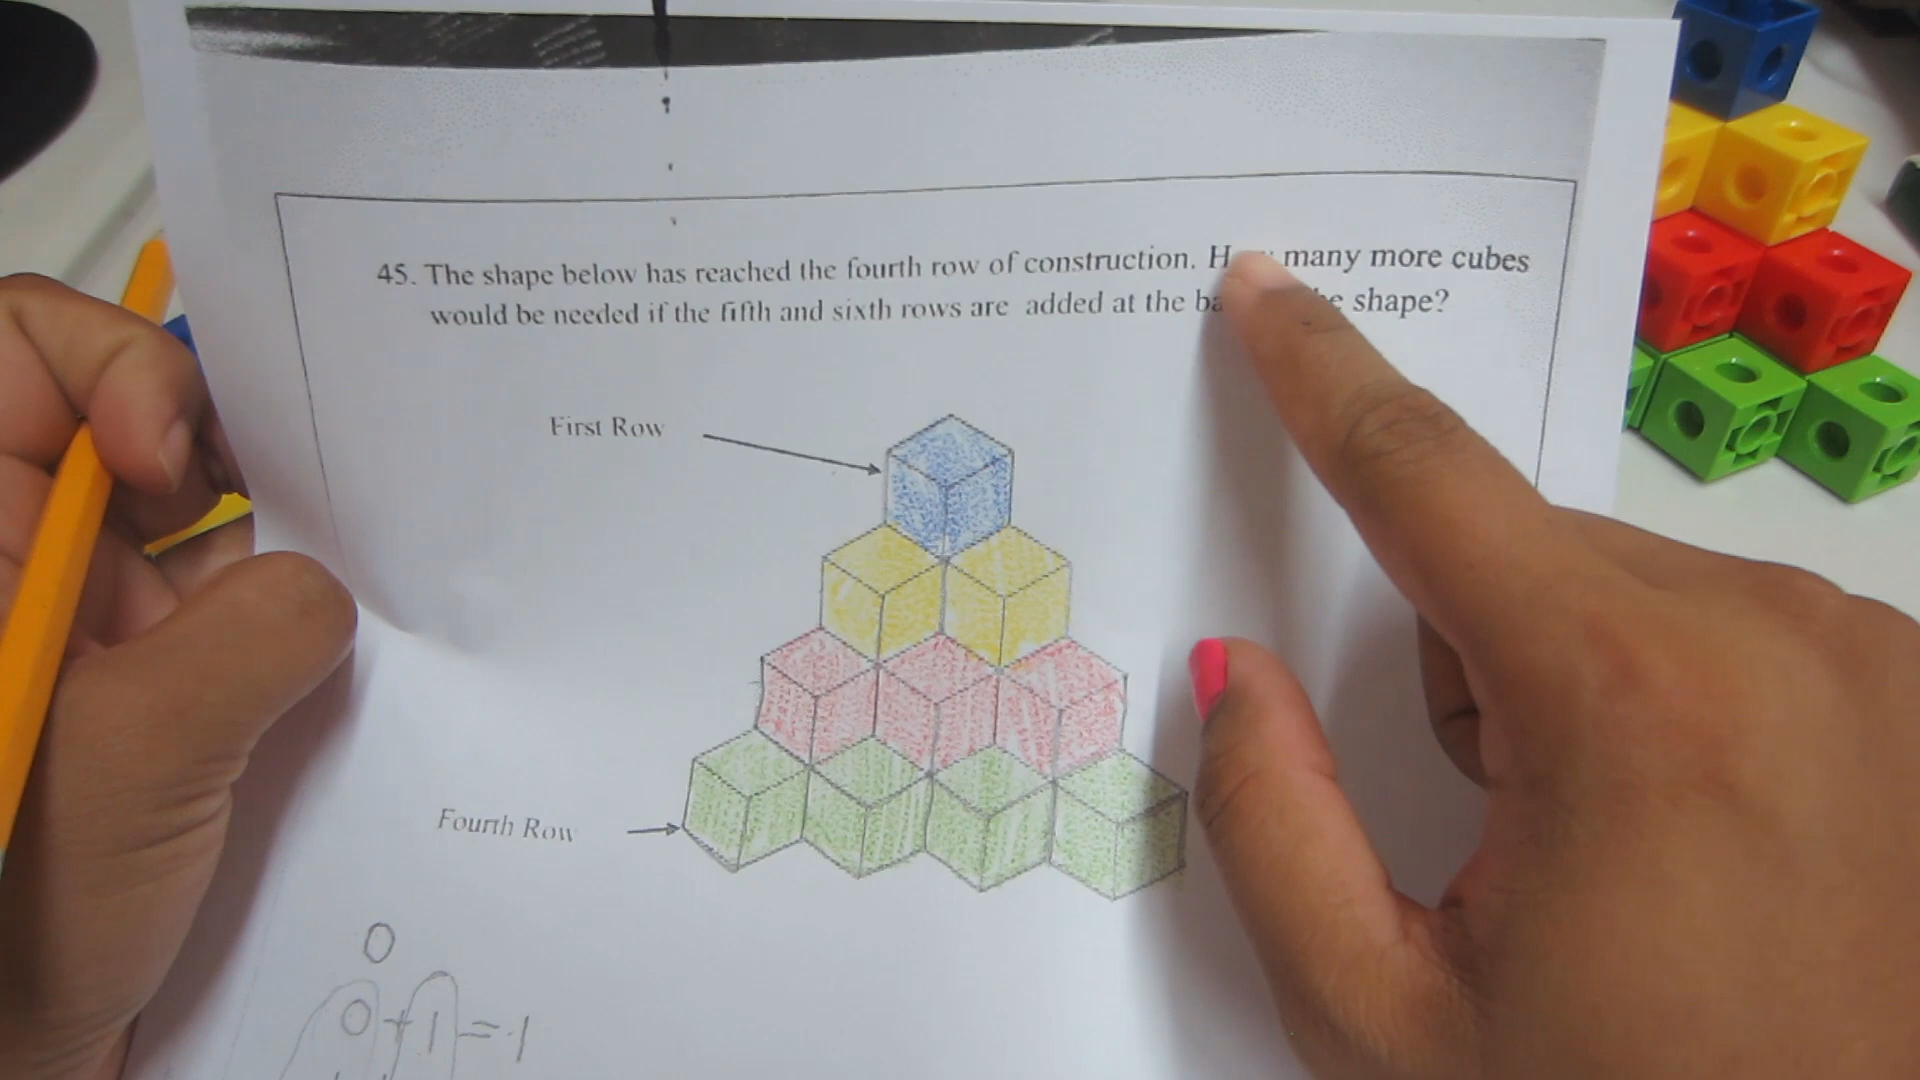 45. The shape below has reached the fourth row of construction. many more cubes
would be needed if the fifth and sixth rows are added at the shape?
First Row
Fourth Row
0
0+1=1